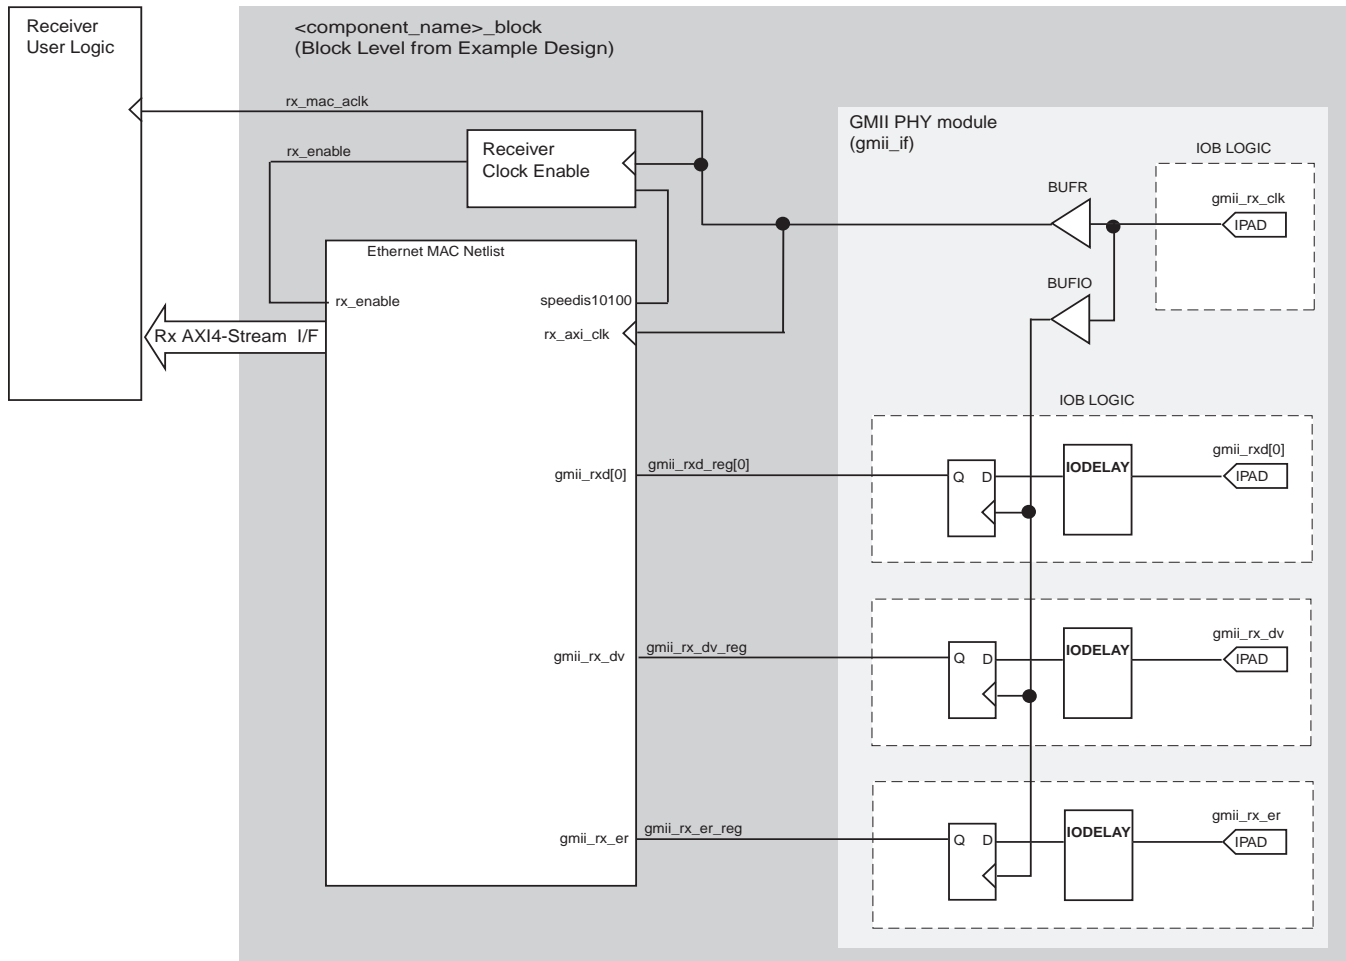 Receiver
User Logic
<component_name>_block
(Block Level from Example Design)
rx_mac_aclk
GMII PHY module
(gmii_if)
IOB LOGIC
rx_enable
Receiver
Clock Enable
BUFR
gmii_rx_clk
IPAD
Ethernet MAC Netlist
BUFIO
rx_enable
speedis10100
Rx AXI4-Stream I/F
rx_axi_clk
IOB LOGIC
gmii_rxd[0]
gmii_rxd_reg[0]
Q D
IODELAY
gmii_rxd[0]
IPAD
gmii_rx_dv
gmii_rx_dv_reg
Q D
IODELAY
gmii_rx_dv
IPAD
gmii_rx_er
gmii_rx_er_reg
Q D
IODELAY
gmii_rx_er
IPAD